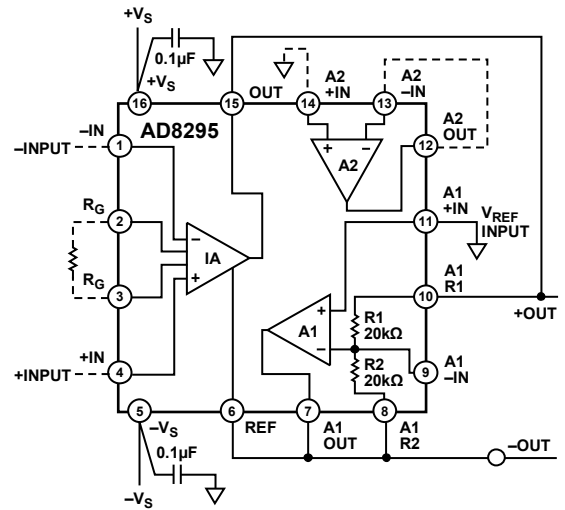 +VS
0.1µF
+VS
16
15
OUT
14
A2
+IN
13
A2
–IN
AD8295
–IN
1
–INPUT
+ –
A2
12
A2
OUT
RG
2
–
IA
+
11
A1
+IN
VREF
INPUT
RG
3
10
A1
R1
+OUT
+
A1
–
R1
20kΩ
R2
20kΩ
9
A1
–IN
+IN
4
+INPUT
5
–VS
6
REF
7
A1
OUT
8
A1
R2
–OUT
0.1µF
–VS